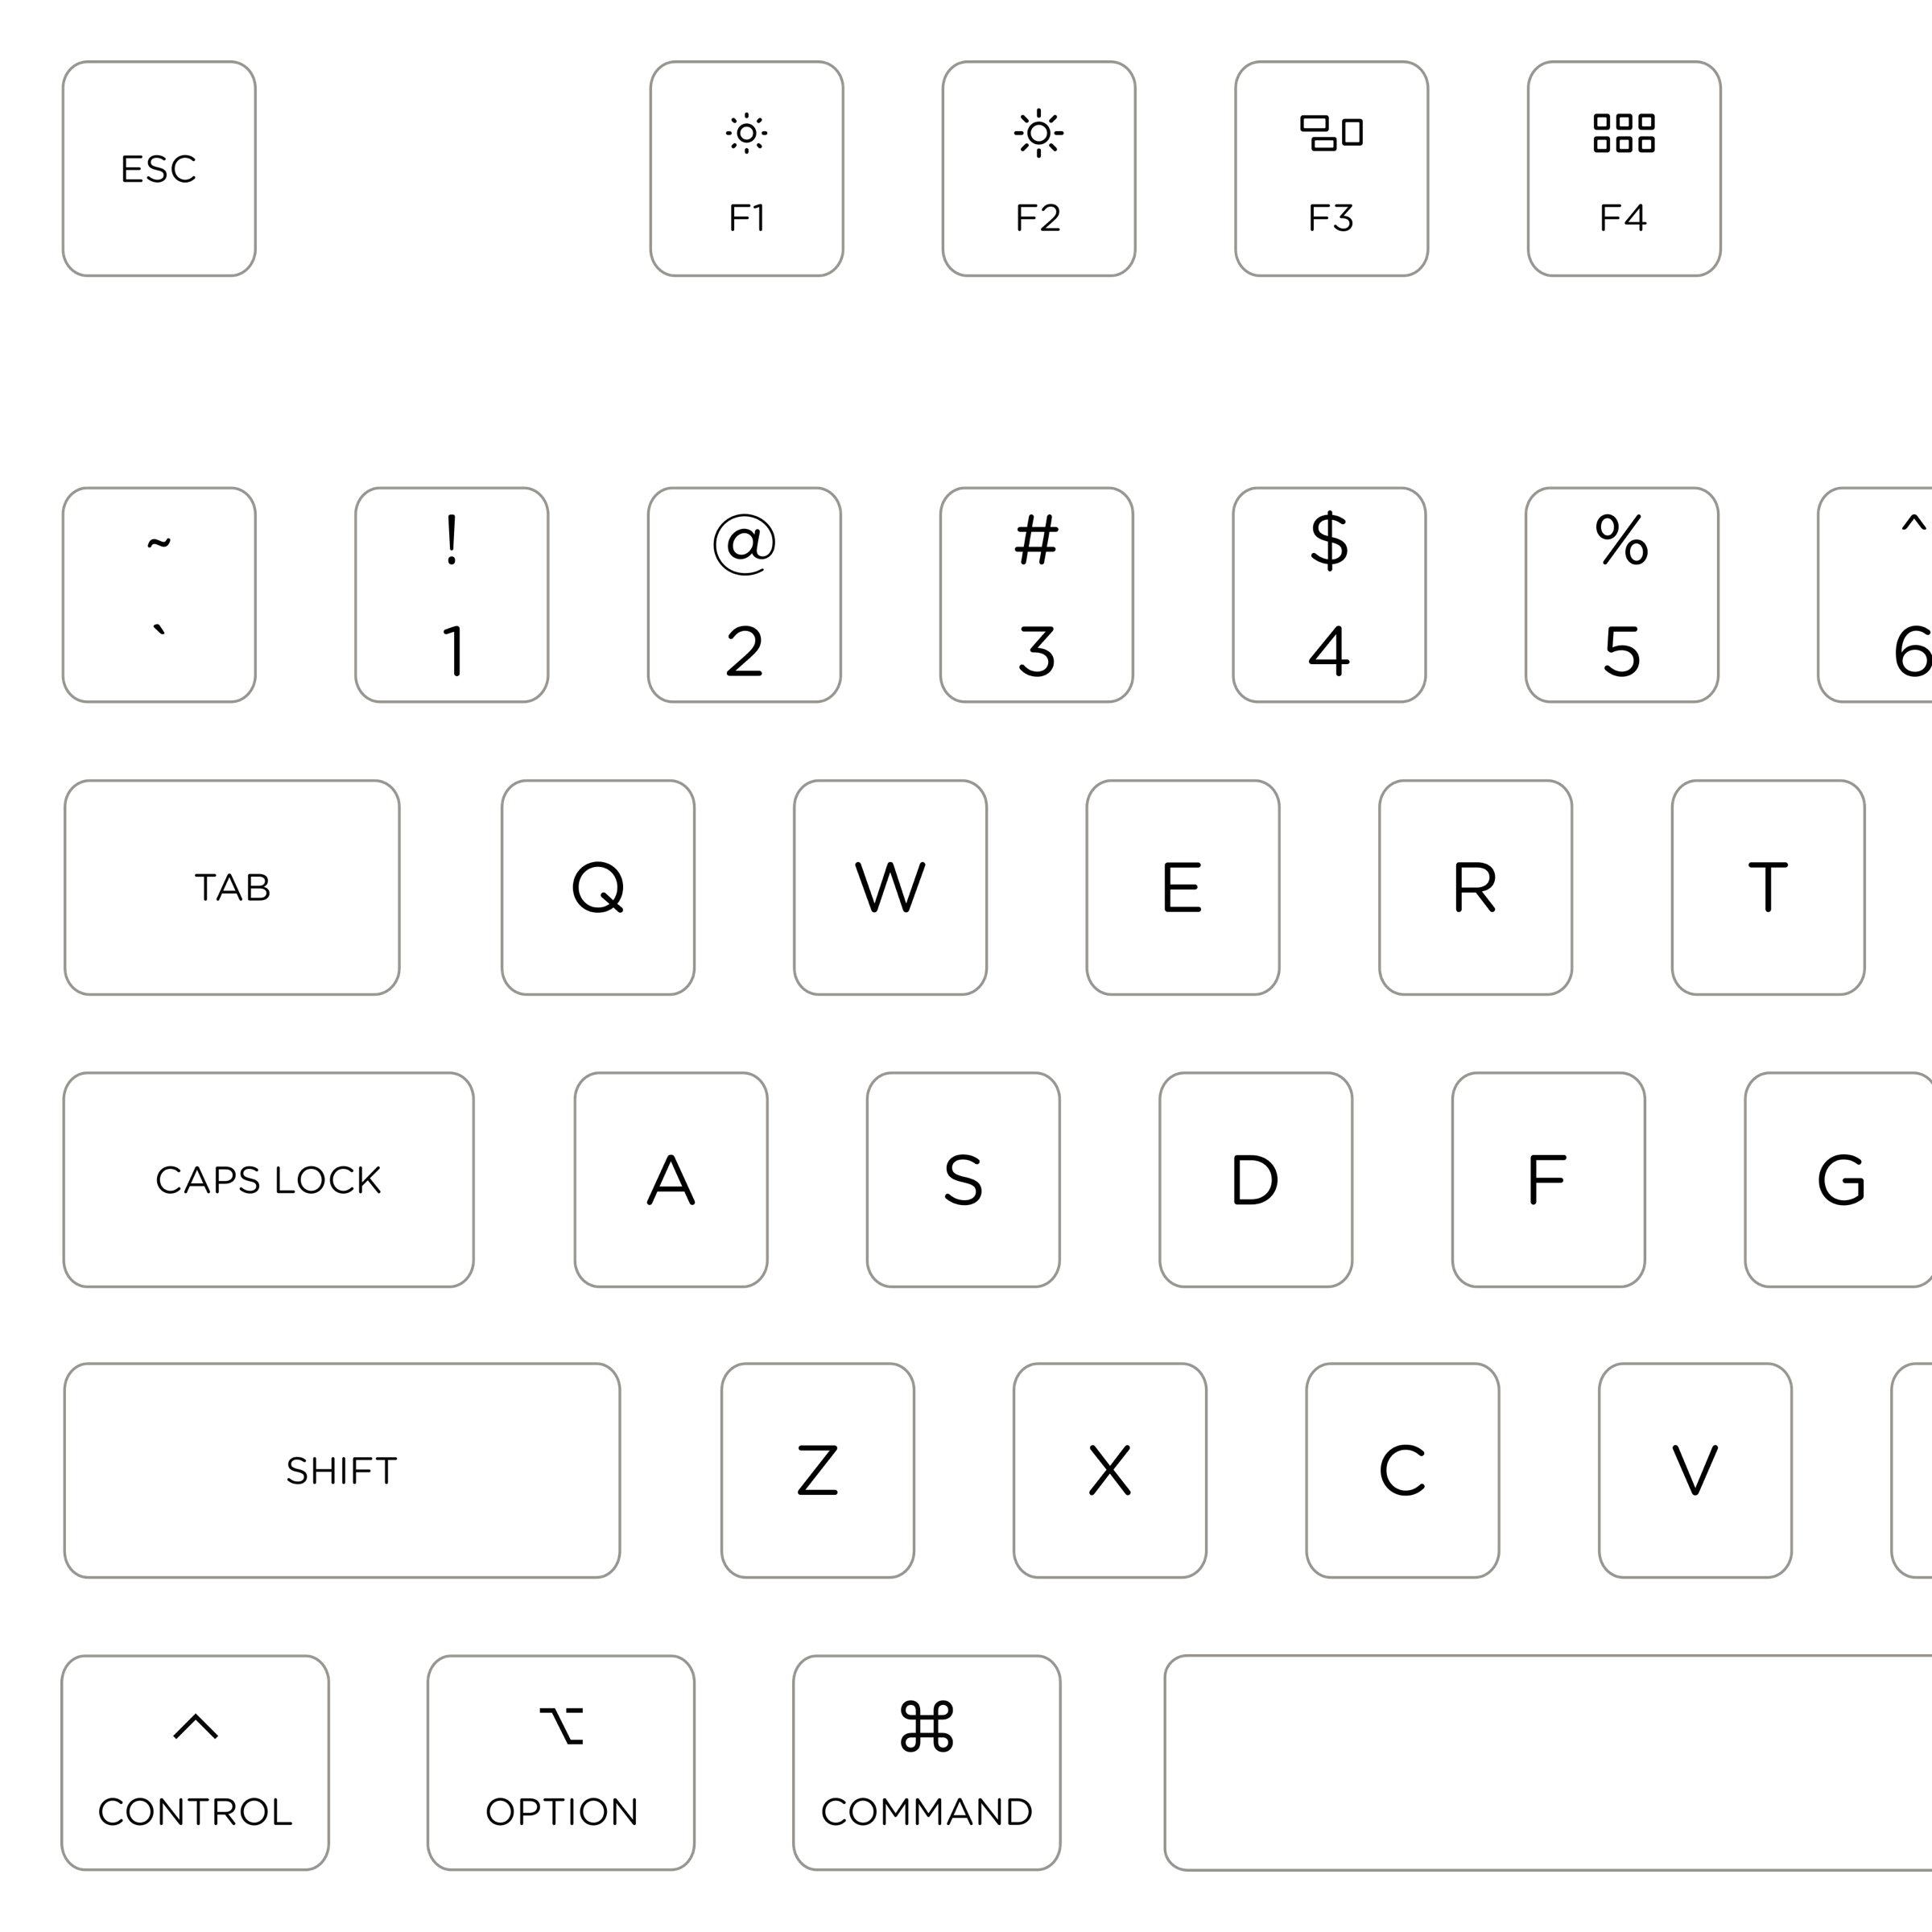 ESC F1 F2 F3 F4
~ ! @ # $ % ^
` 1 2 3 4 5 6
TAB Q W E R T
CAPS LOCK A S D F G
SHIFT Z X C V
⌥ ⌘
CONTROL OPTION COMMAND